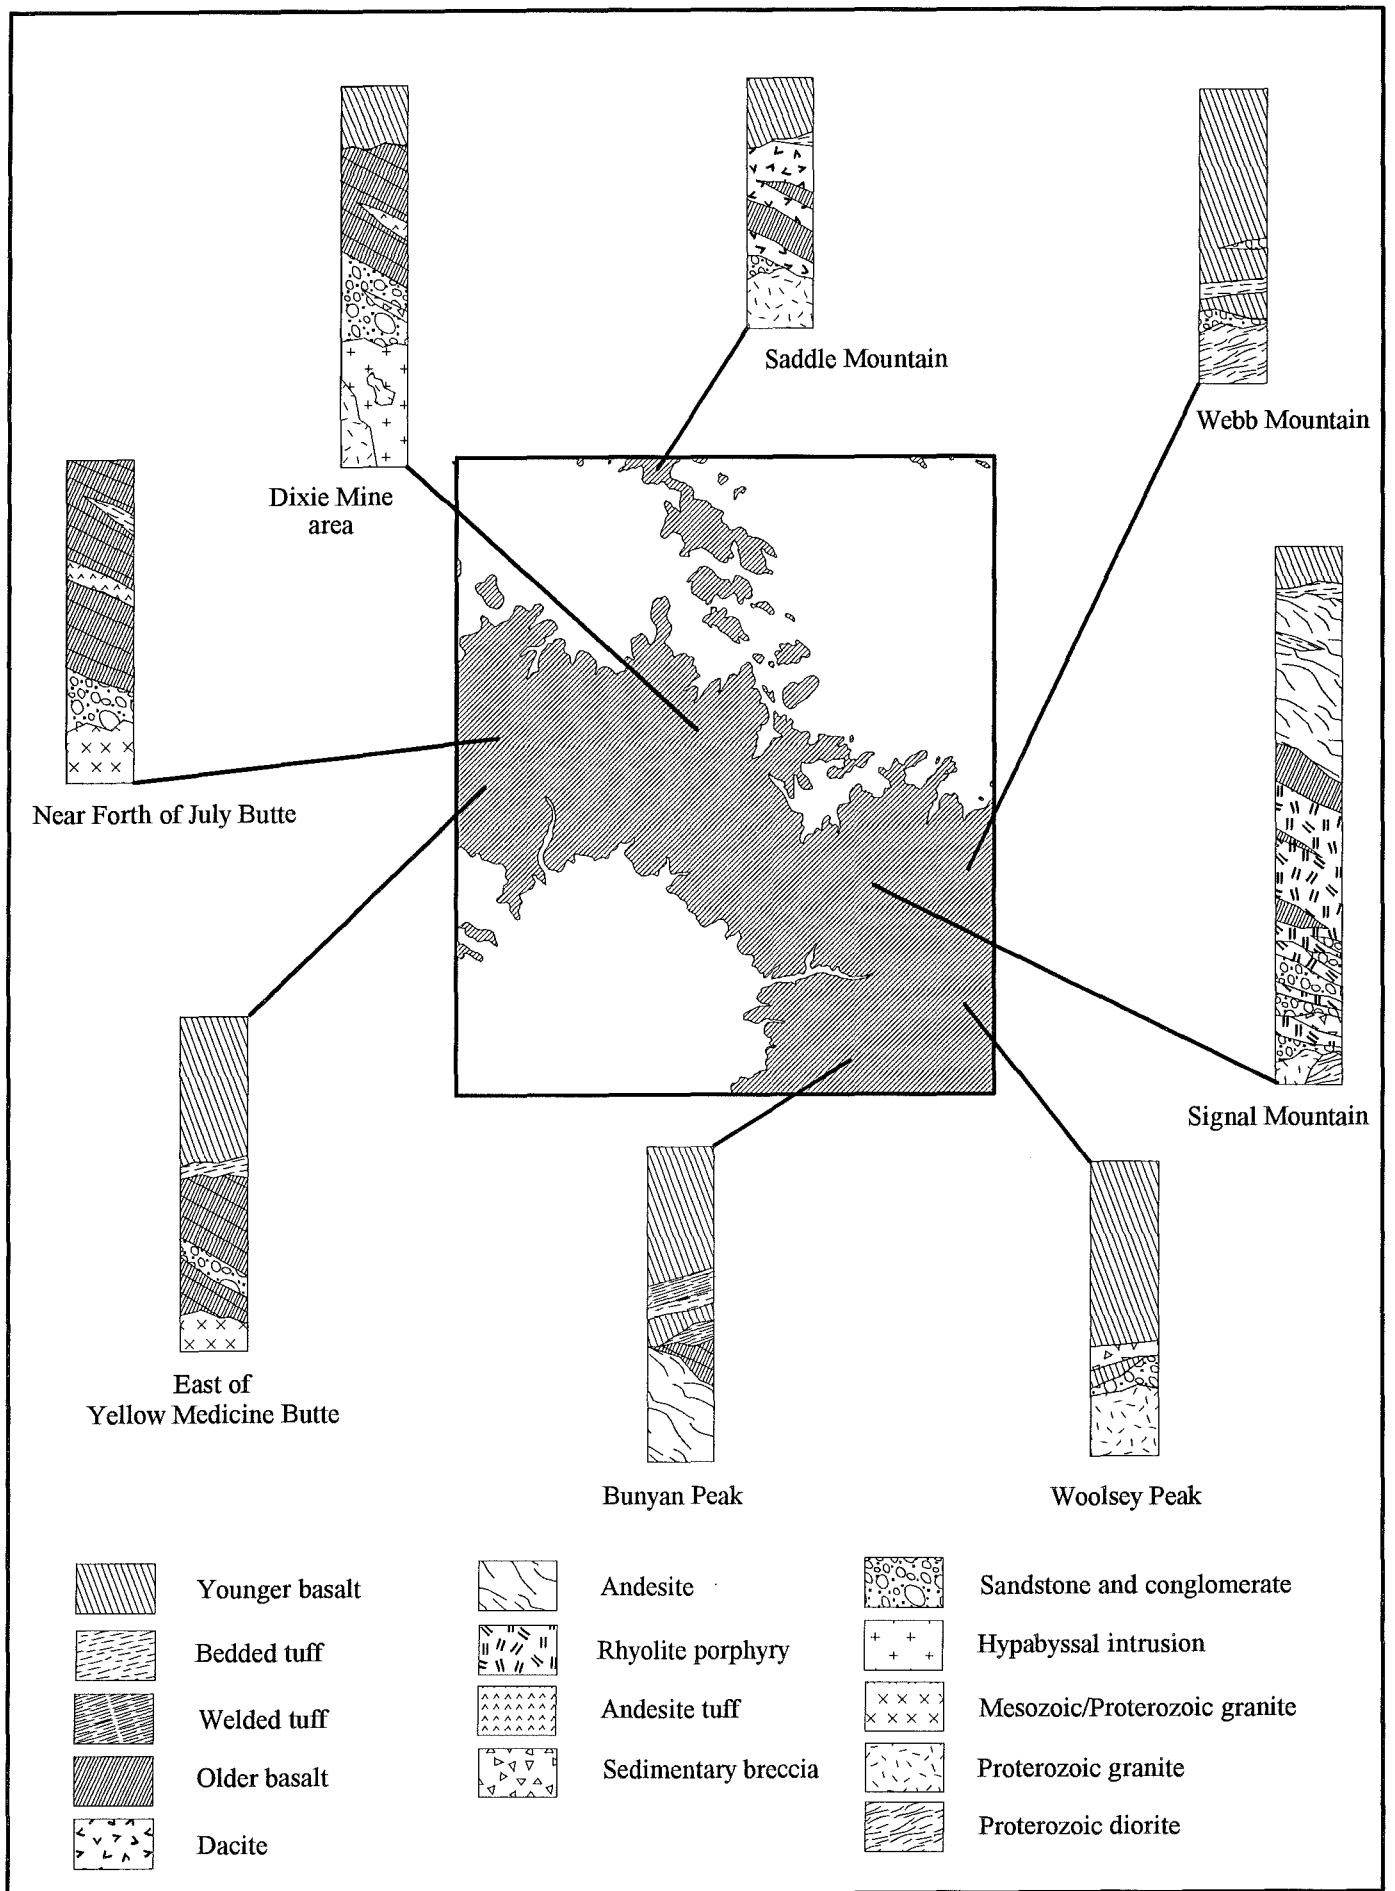 Saddle Mountain
Webb Mountain
Dixie Mine
area
Near Forth of July Butte
Signal Mountain
East of
Yellow Medicine Butte
Bunyan Peak
Woolsey Peak
Younger basalt
Bedded tuff
Welded tuff
Older basalt
Dacite
Andesite
Rhyolite porphyry
Andesite tuff
Sedimentary breccia
Sandstone and conglomerate
Hypabyssal intrusion
Mesozoic/Proterozoic granite
Proterozoic granite
Proterozoic diorite